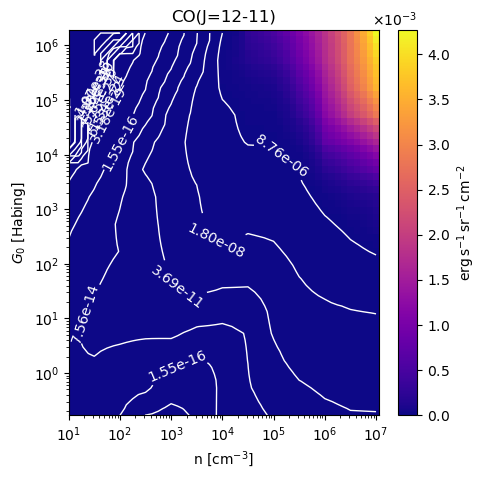 CO(J=12-11)
×10⁻³
10⁶
10⁵
10⁴
10³
10²
10¹
10⁰
G₀ [Habing]
1.55e-16
8.76e-06
1.80e-08
3.69e-11
7.56e-14
1.55e-16
10¹ 10² 10³ 10⁴ 10⁵ 10⁶ 10⁷
n [cm⁻³]
4.0
3.5
3.0
2.5
2.0
1.5
1.0
0.5
0.0
erg s⁻¹ sr⁻¹ cm⁻²